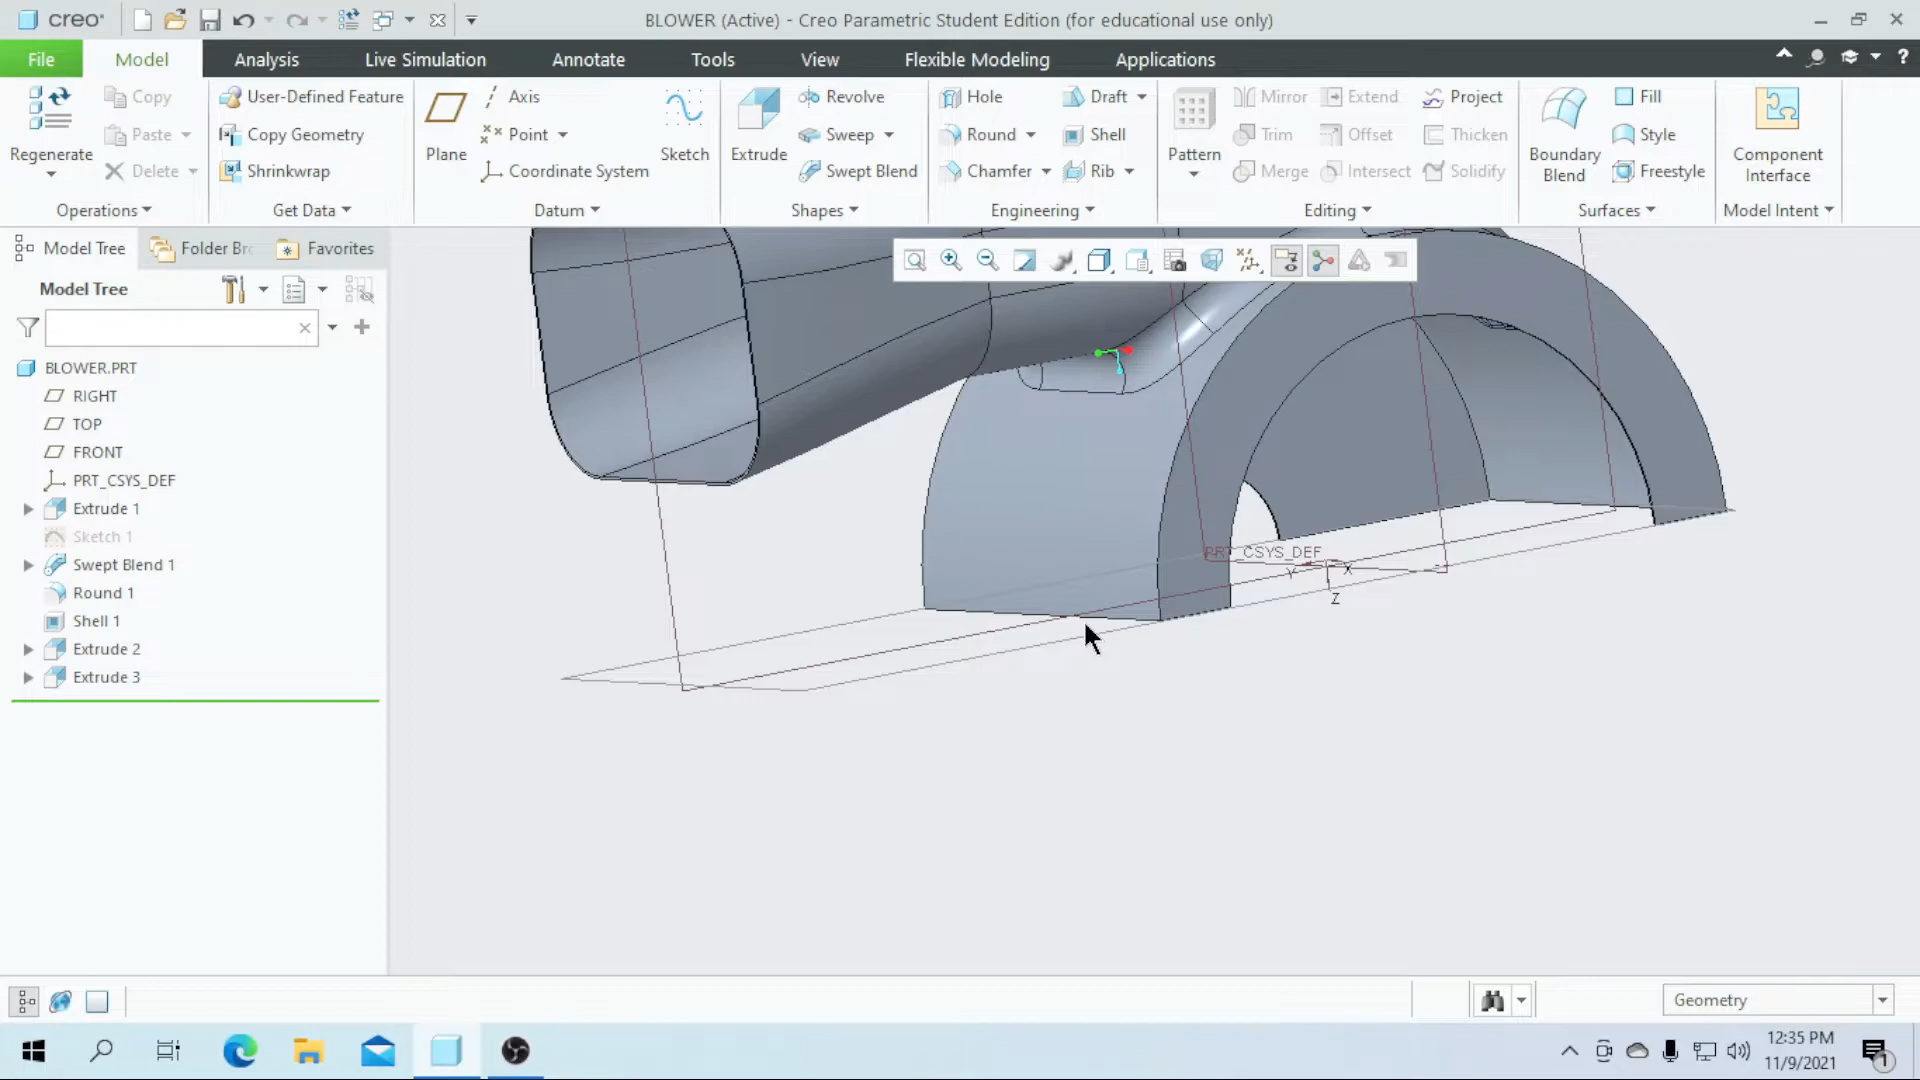 creo
BLOWER (Active) - Creo Parametric Student Edition (for educational use only)
File
Model
Analysis
Live Simulation
Annotate
Tools
View
Flexible Modeling
Applications
Regenerate
Copy
Paste
Delete
Operations
User-Defined Feature
Copy Geometry
Shrinkwrap
Get Data
Plane
Axis
Point
Coordinate System
Sketch
Datum
Extrude
Revolve
Sweep
Swept Blend
Shapes
Hole
Round
Chamfer
Draft
Shell
Rib
Engineering
Pattern
Mirror
Trim
Merge
Extend
Offset
Intersect
Project
Thicken
Solidify
Editing
Boundary
Blend
Fill
Style
Freestyle
Surfaces
Component
Interface
Model Intent
Model Tree
Folder Br
Favorites
Model Tree
BLOWER.PRT
RIGHT
TOP
FRONT
PRT_CSYS_DEF
Extrude 1
Sketch 1
Swept Blend 1
Round 1
Shell 1
Extrude 2
Extrude 3
PRT_CSYS_DEF
Y
X
Z
Geometry
12:35 PM
11/9/2021
1